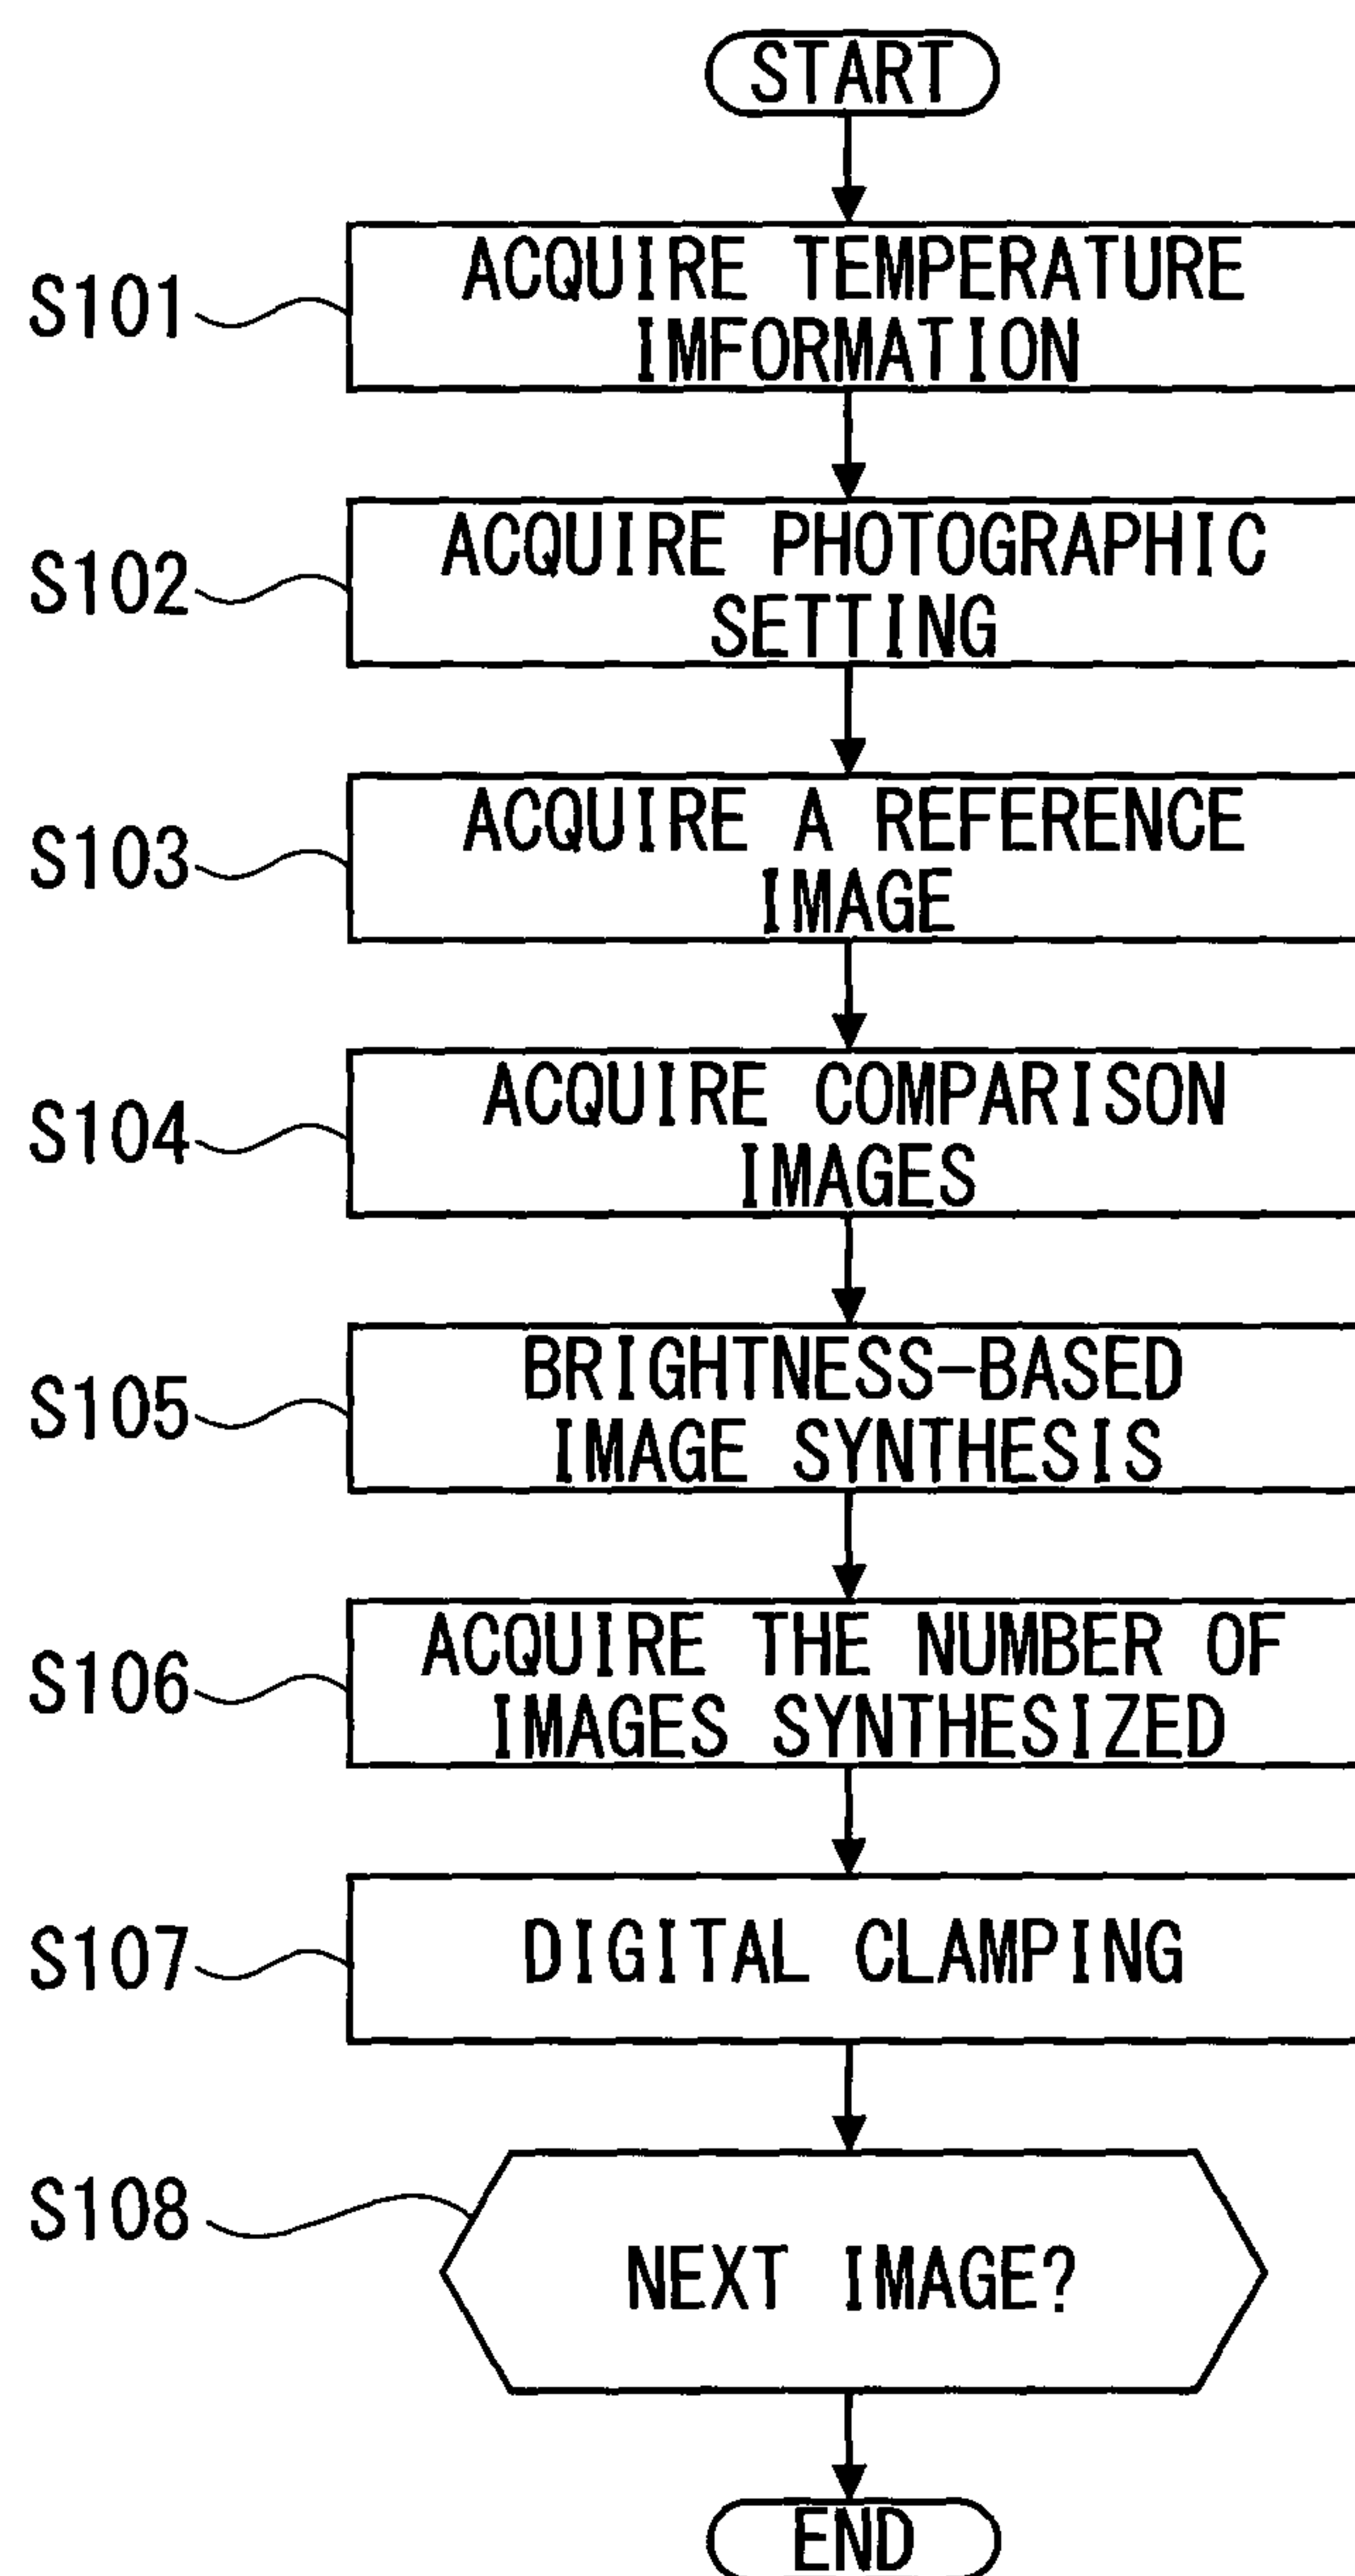 START
S101
ACQUIRE TEMPERATURE
IMFORMATION
S102
ACQUIRE PHOTOGRAPHIC
SETTING
S103
ACQUIRE A REFERENCE
IMAGE
S104
ACQUIRE COMPARISON
IMAGES
S105
BRIGHTNESS-BASED
IMAGE SYNTHESIS
S106
ACQUIRE THE NUMBER OF
IMAGES SYNTHESIZED
S107
DIGITAL CLAMPING
S108
NEXT IMAGE?
END